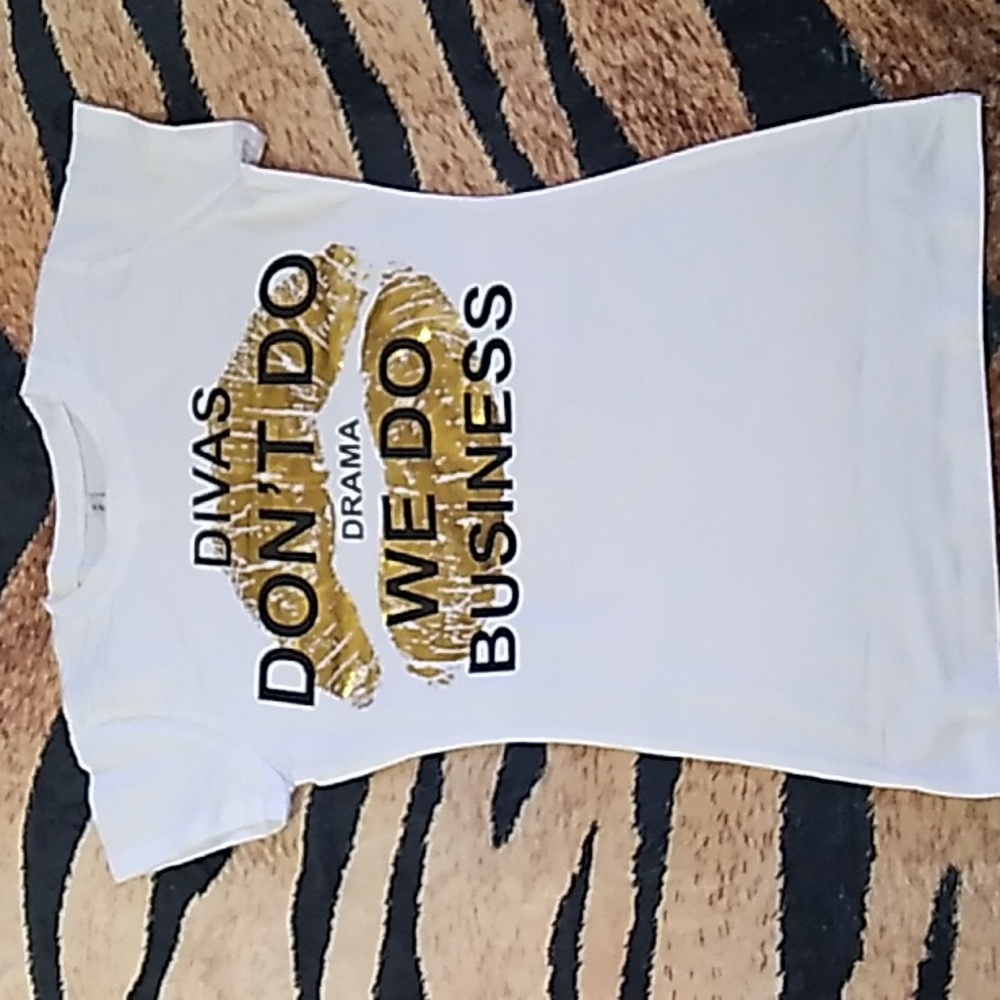 DIVAS
DON'T DO
DRAMA
WE DO
BUSINESS